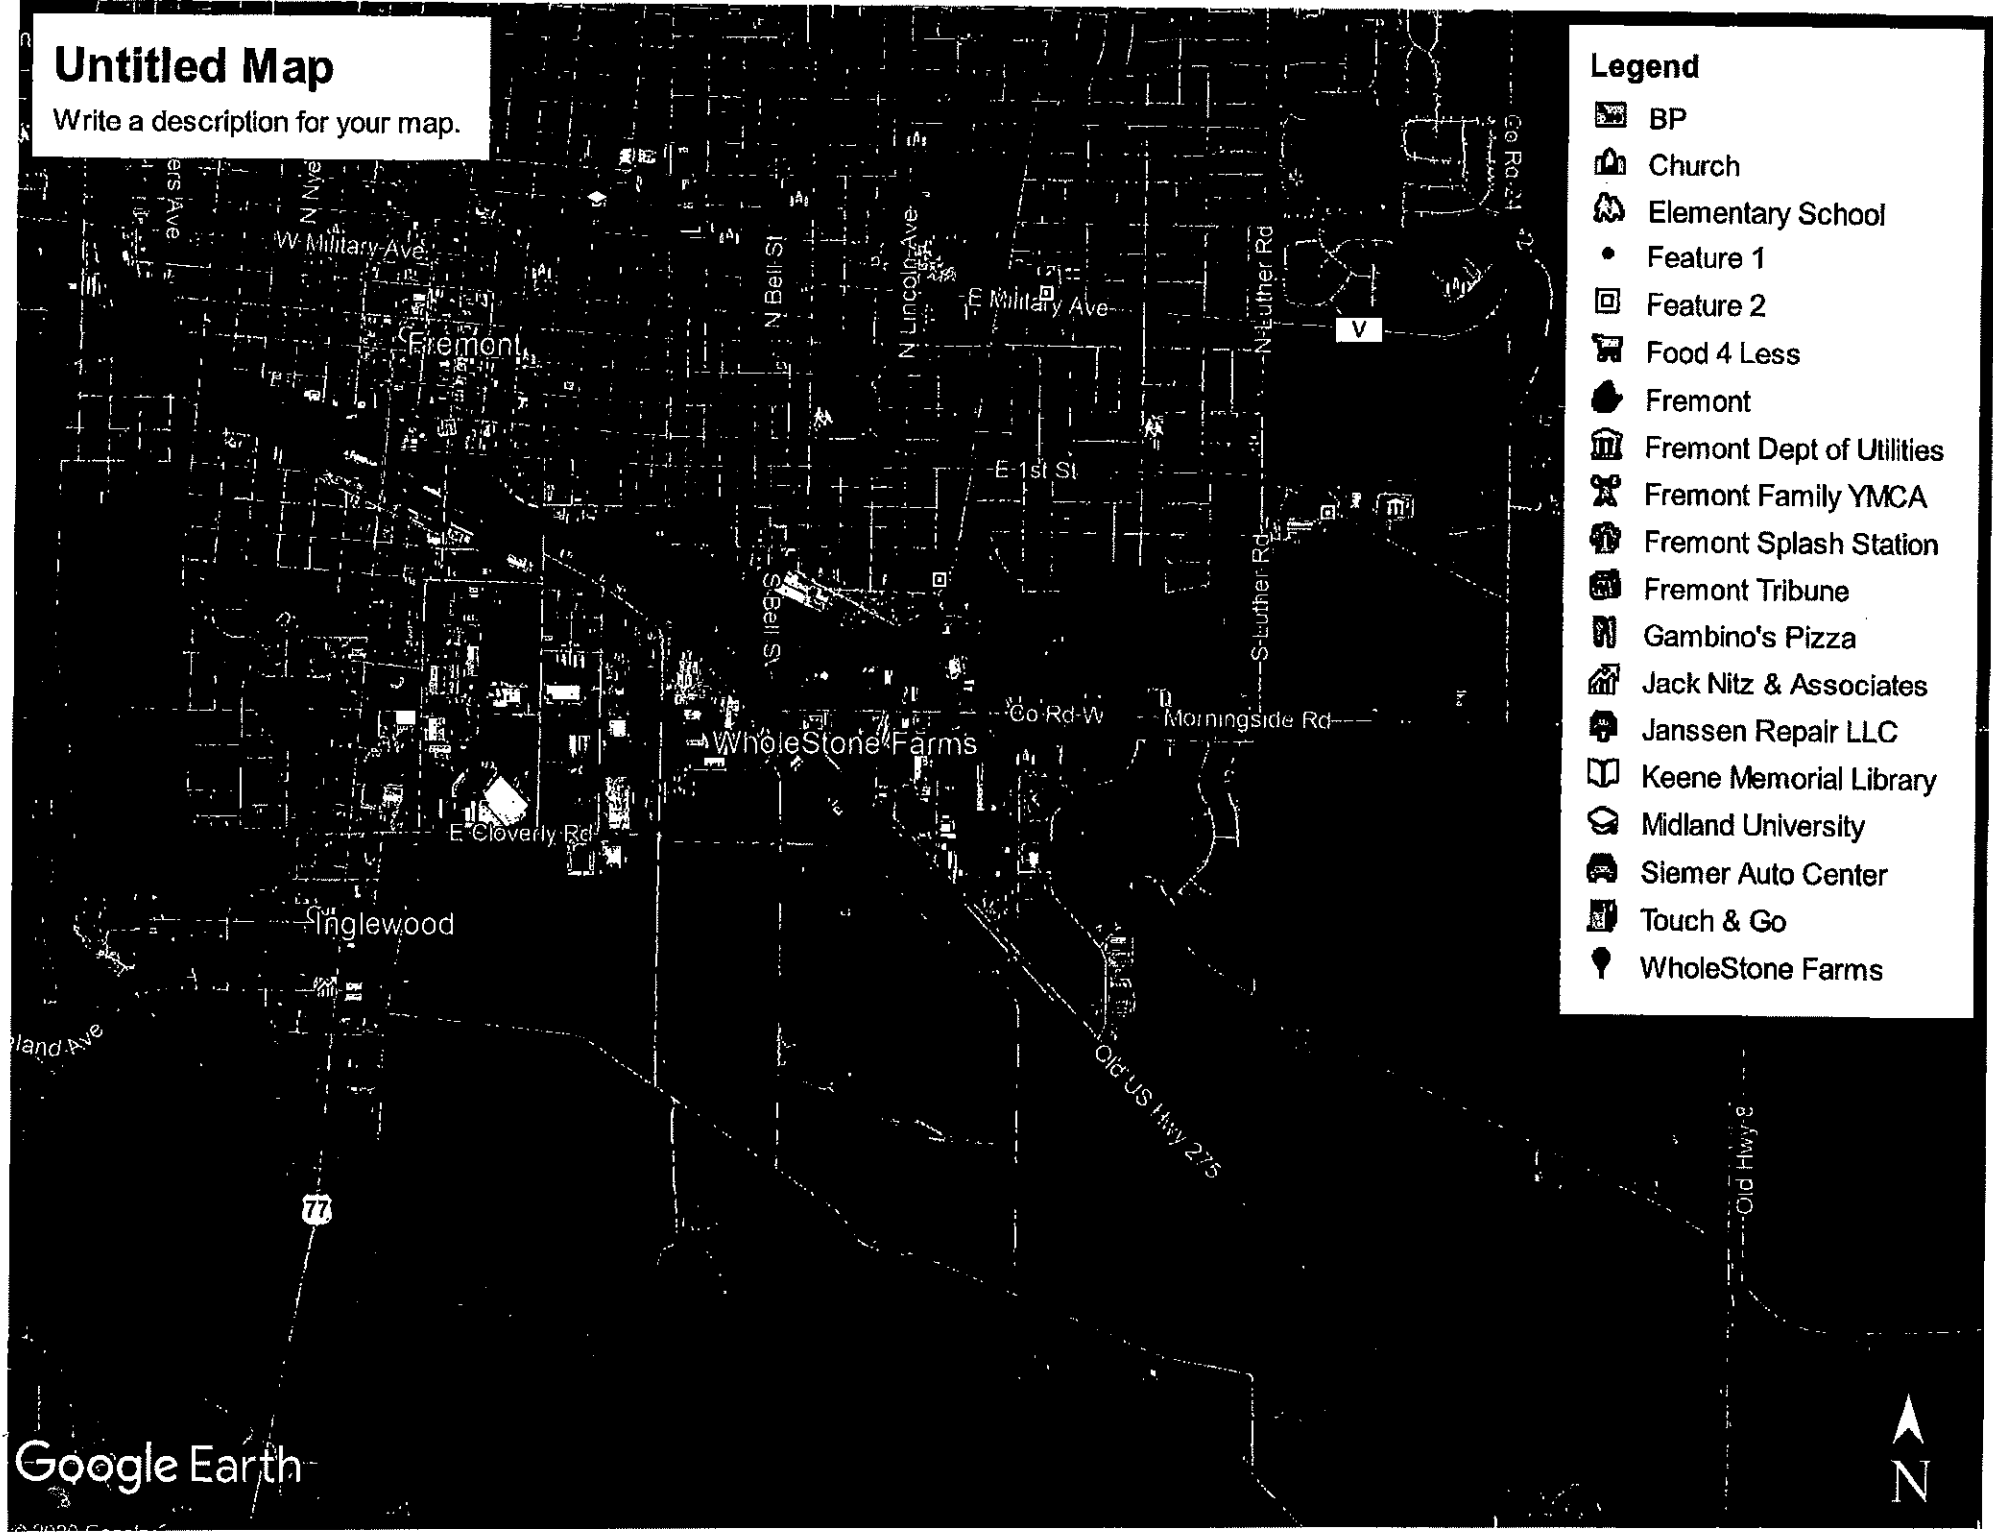 Untitled Map
Write a description for your map.
Legend
BP
Church
Elementary School
Feature 1
Feature 2
Food 4 Less
Fremont
Fremont Dept of Utilities
Fremont Family YMCA
Fremont Splash Station
Fremont Tribune
Gambino's Pizza
Jack Nitz & Associates
Janssen Repair LLC
Keene Memorial Library
Midland University
Siemer Auto Center
Touch & Go
WholeStone Farms
ers Ave
N Nye
W Military Ave
N Bell St
N Lincoln Ave
E Military Ave
N Luther Rd
V
Fremont
E 1st St
S Bell St
S Luther Rd
Co Rd W
Morningside Rd
WholeStone Farms
E Cloverly Rd
Inglewood
land Ave
Old US Hwy 275
Old Hwy 8
77
Google Earth
N